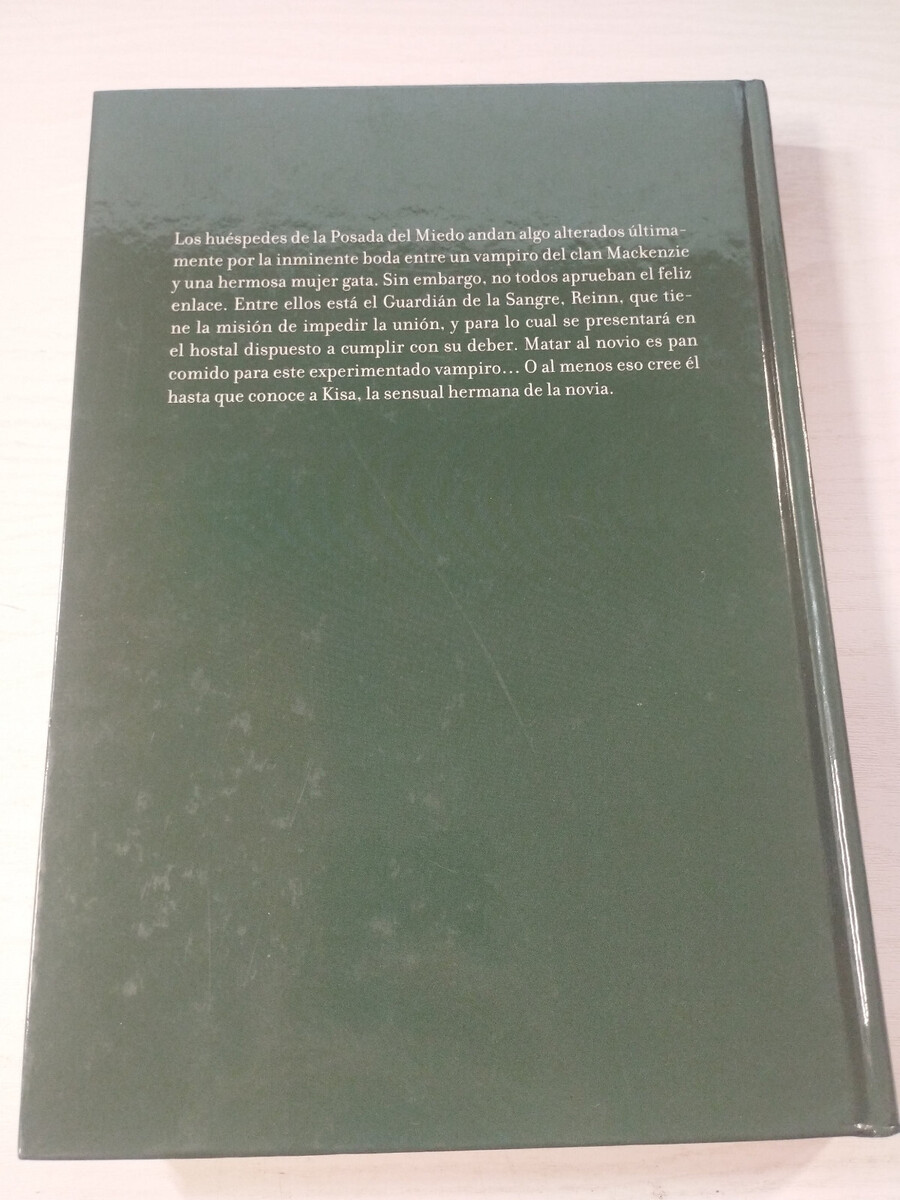 Los huéspedes de la Posada del Miedo andan algo alterados última-
mente por la inminente boda entre un vampiro del clan Mackenzie
y una hermosa mujer gata. Sin embargo, no todos aprueban el feliz
enlace. Entre ellos está el Guardián de la Sangre, Reinn, que tie-
ne la misión de impedir la unión, y para lo cual se presentará en
el hostal dispuesto a cumplir con su deber. Matar al novio es pan
comido para este experimentado vampiro... O al menos eso cree él
hasta que conoce a Kisa, la sensual hermana de la novia.